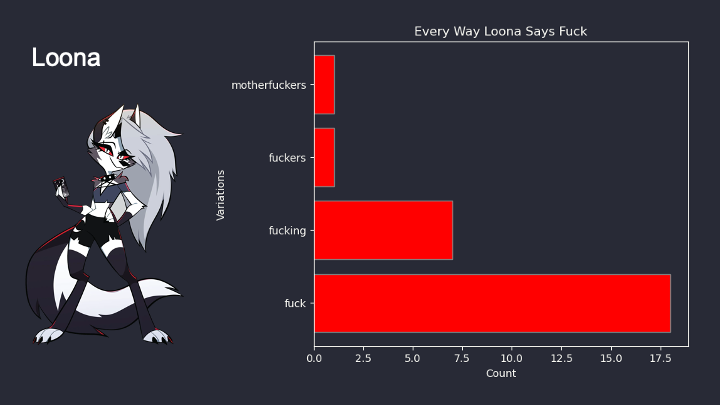 Loona
Every Way Loona Says Fuck
Variations
motherfuckers
fuckers
fucking
fuck
0.0 2.5 5.0 7.5 10.0 12.5 15.0 17.5
Count